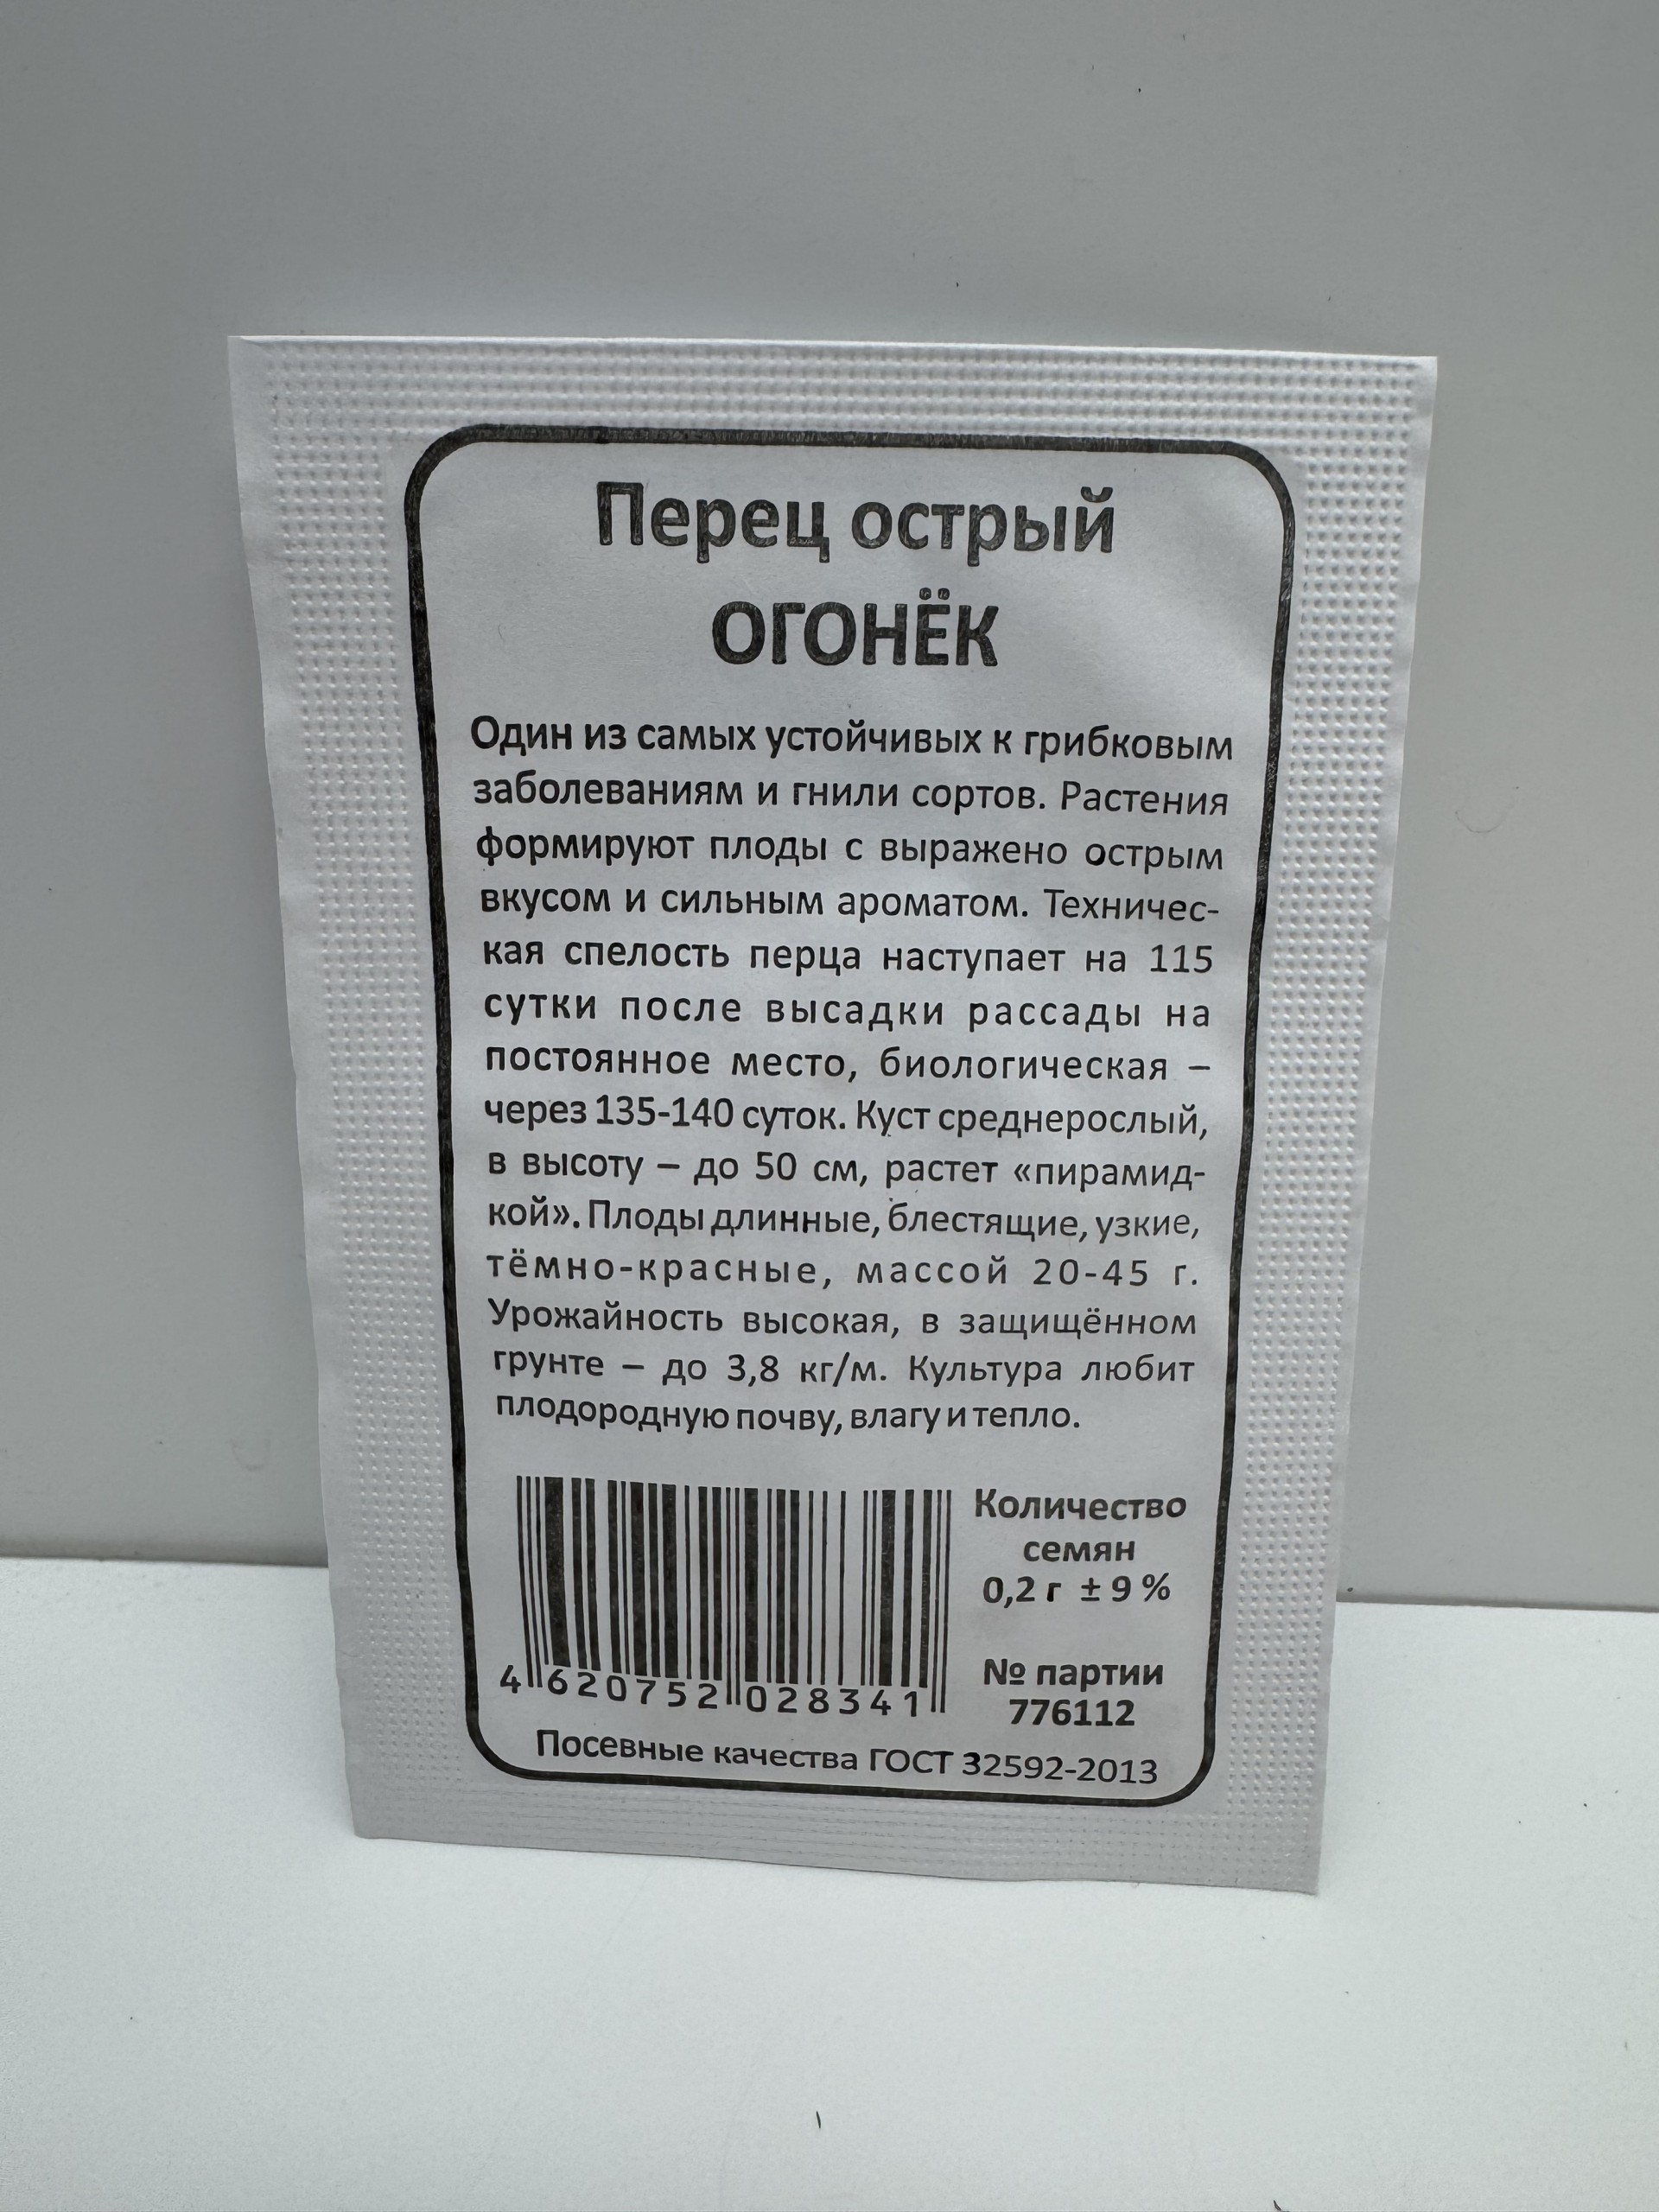 Перец острый
ОГОНЁК
Один из самых устойчивых к грибковым
заболеваниям и гнили сортов. Растения
формируют плоды с выражено острым
вкусом и сильным ароматом. Техничес-
кая спелость перца наступает на 115
сутки после высадки рассады на
постоянное место, биологическая –
через 135-140 суток. Куст среднерослый,
в высоту – до 50 см, растет «пирамид-
кой». Плоды длинные, блестящие, узкие,
тёмно-красные, массой 20-45 г.
Урожайность высокая, в защищённом
грунте – до 3,8 кг/м. Культура любит
плодородную почву, влагу и тепло.
Количество
семян
0,2 г ± 9 %
№ партии
776112
4 620752 028341
Посевные качества ГОСТ 32592-2013